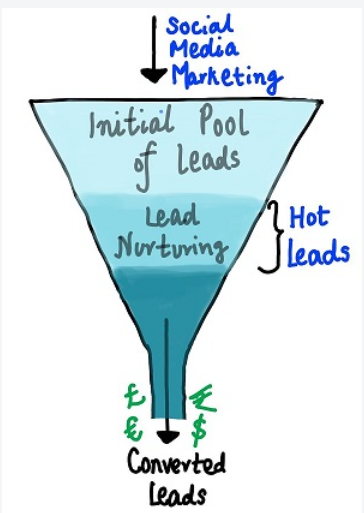 Social
Media
Marketing
Initial Pool
of Leads
Lead
Nurturing
Hot
Leads
£ ₹
€ $
Converted
Leads